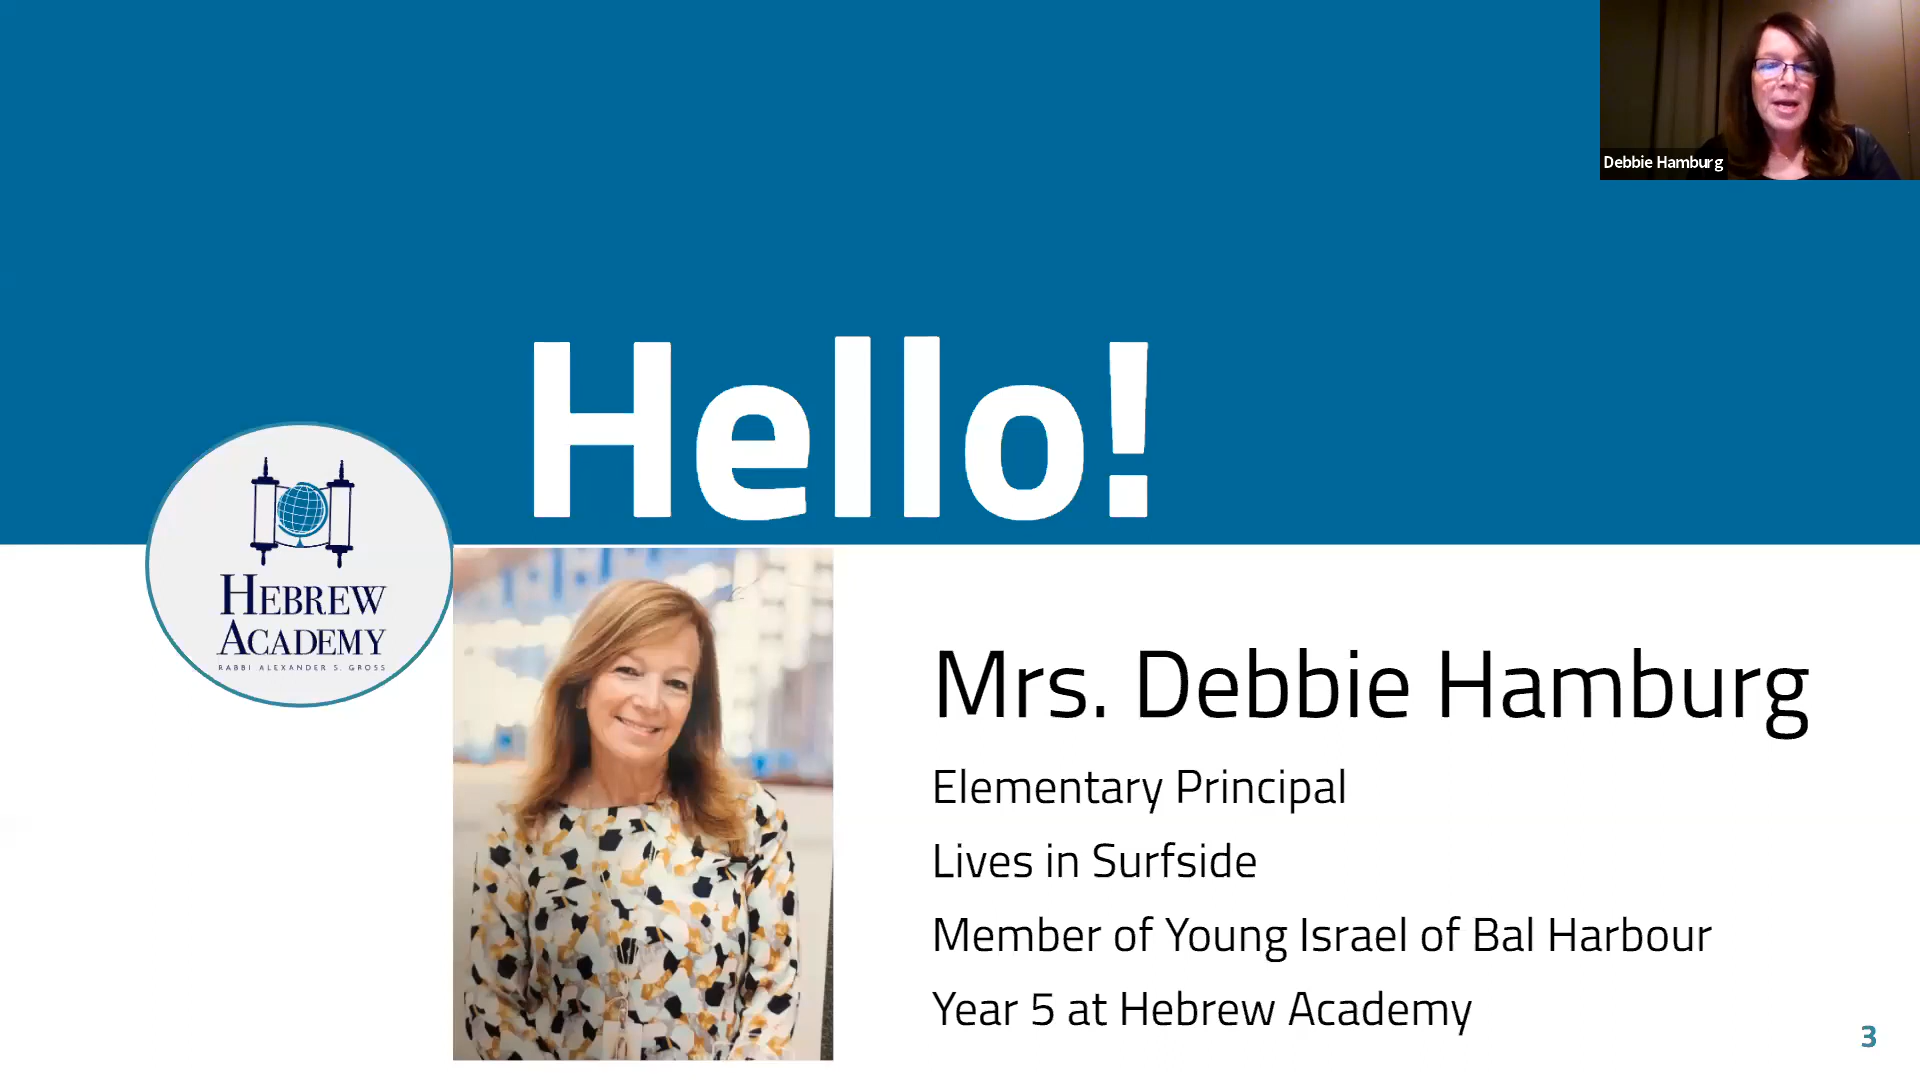 Debbie Hamburg
Hello!
HEBREW
ACADEMY
RABBI ALEXANDER S. GROSS
Mrs. Debbie Hamburg
Elementary Principal
Lives in Surfside
Member of Young Israel of Bal Harbour
Year 5 at Hebrew Academy
3